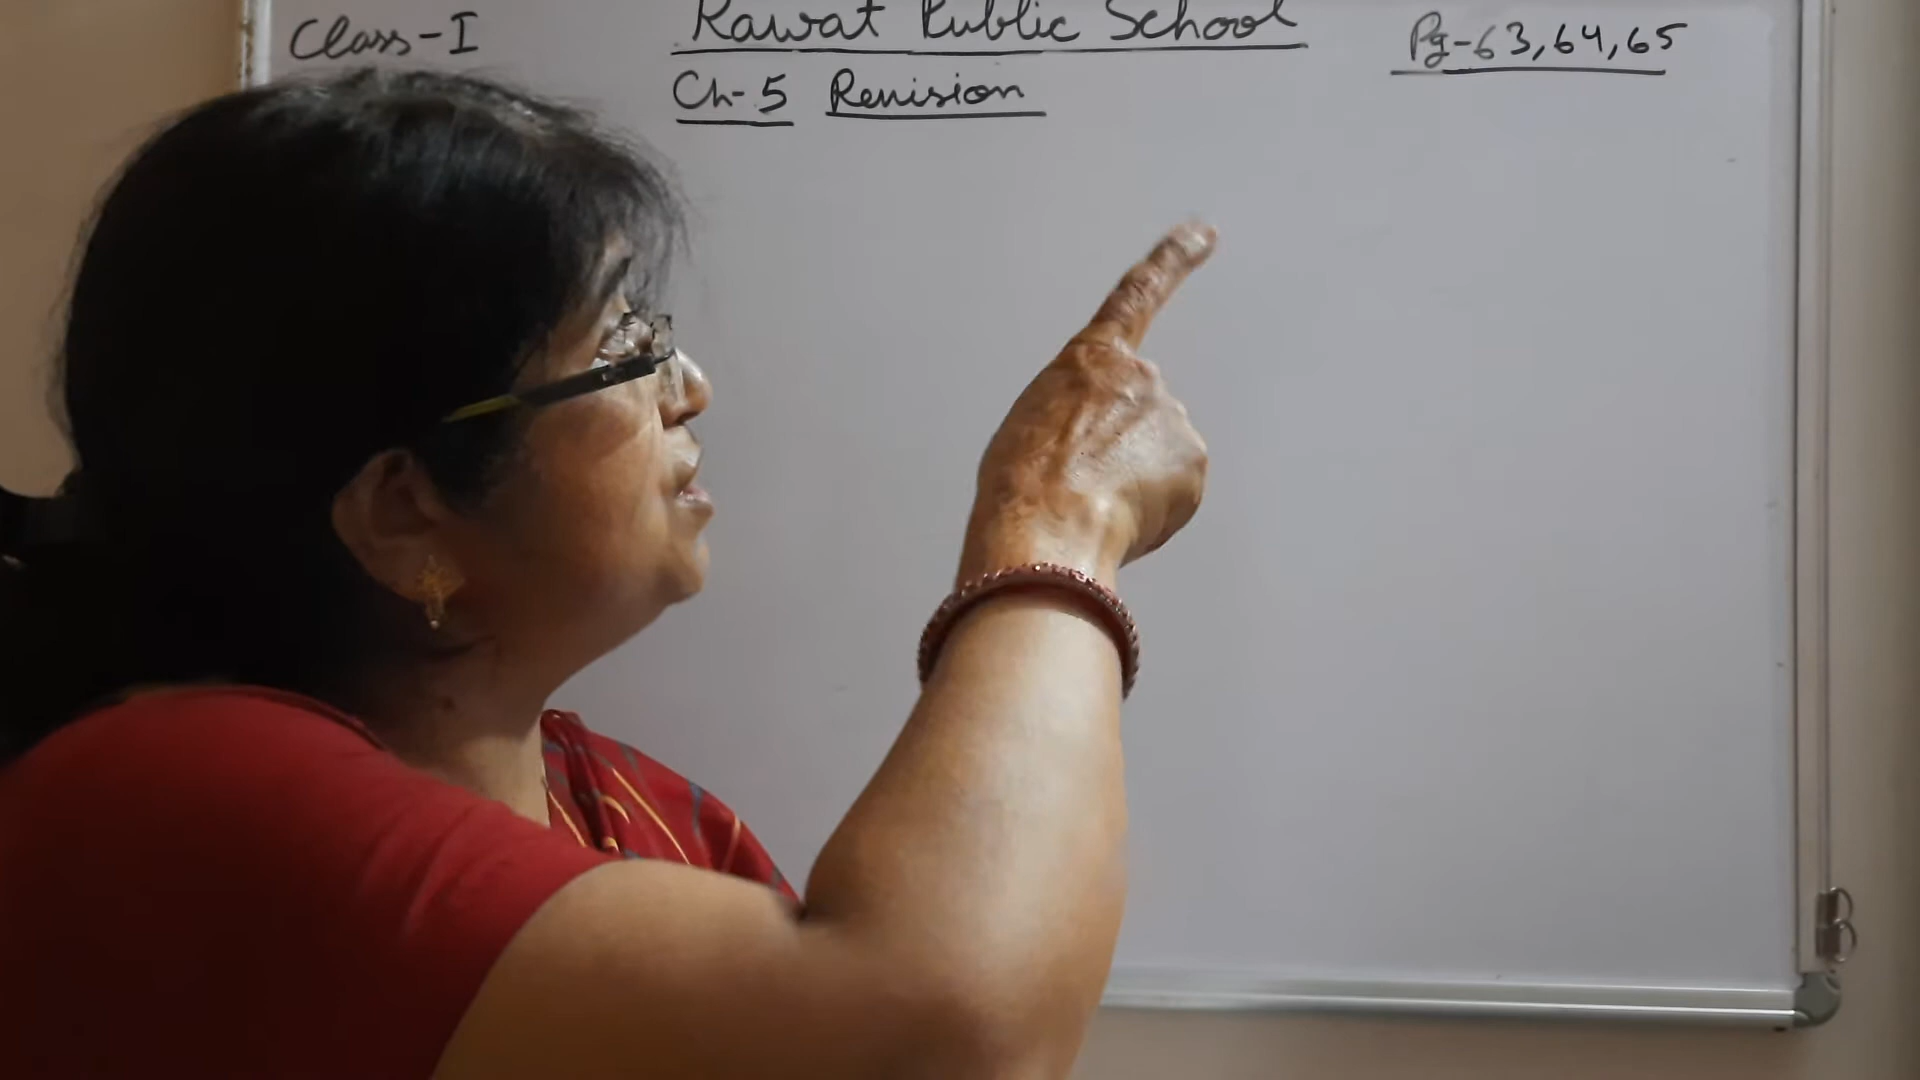 Class-I
Rawat Public School
Pg-63,64,65
Ch-5 Revision